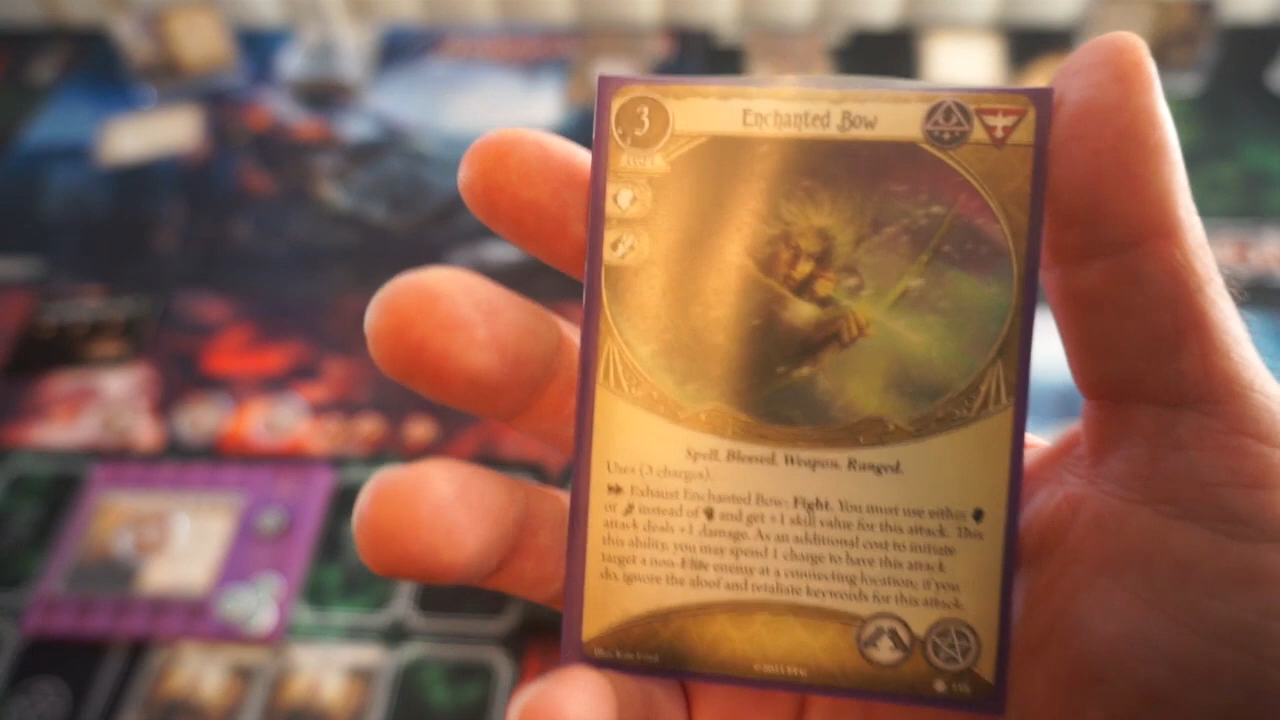 3 Enchanted Bow
Spell. Blessed. Weapon. Ranged.
Uses (3 charges).
Exhaust Enchanted Bow: Fight. You must use either
or instead of and get +1 skill value for this attack. This
attack deals +1 damage. As an additional cost to initiate
this ability, you may spend 1 charge to have this attack
target a non-Elite enemy at a connecting location; if you
do, ignore the aloof and retaliate keywords for this attack.
Illus.